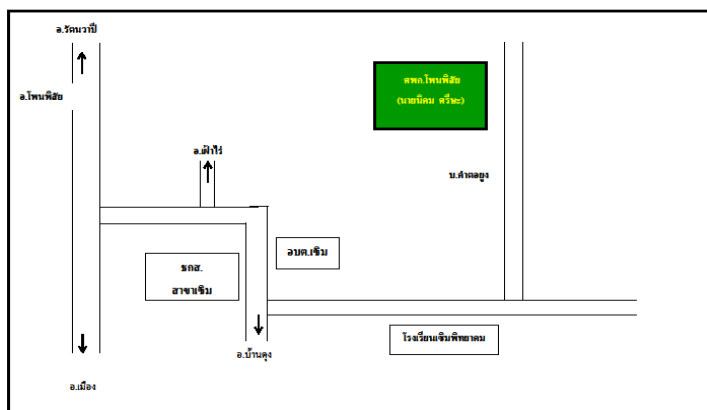 อ.รัตนวาปี
อ.โพนพิสัย
ศพก.โพนพิสัย
(นายนิคม ศรีษะ)
อ.เฝ้าไร่
บ.คำตอยูง
อบต.เซิม
ธกส.
สาขาเซิม
โรงเรียนเซิมพิทยาคม
อ.บ้านดุง
อ.เมือง